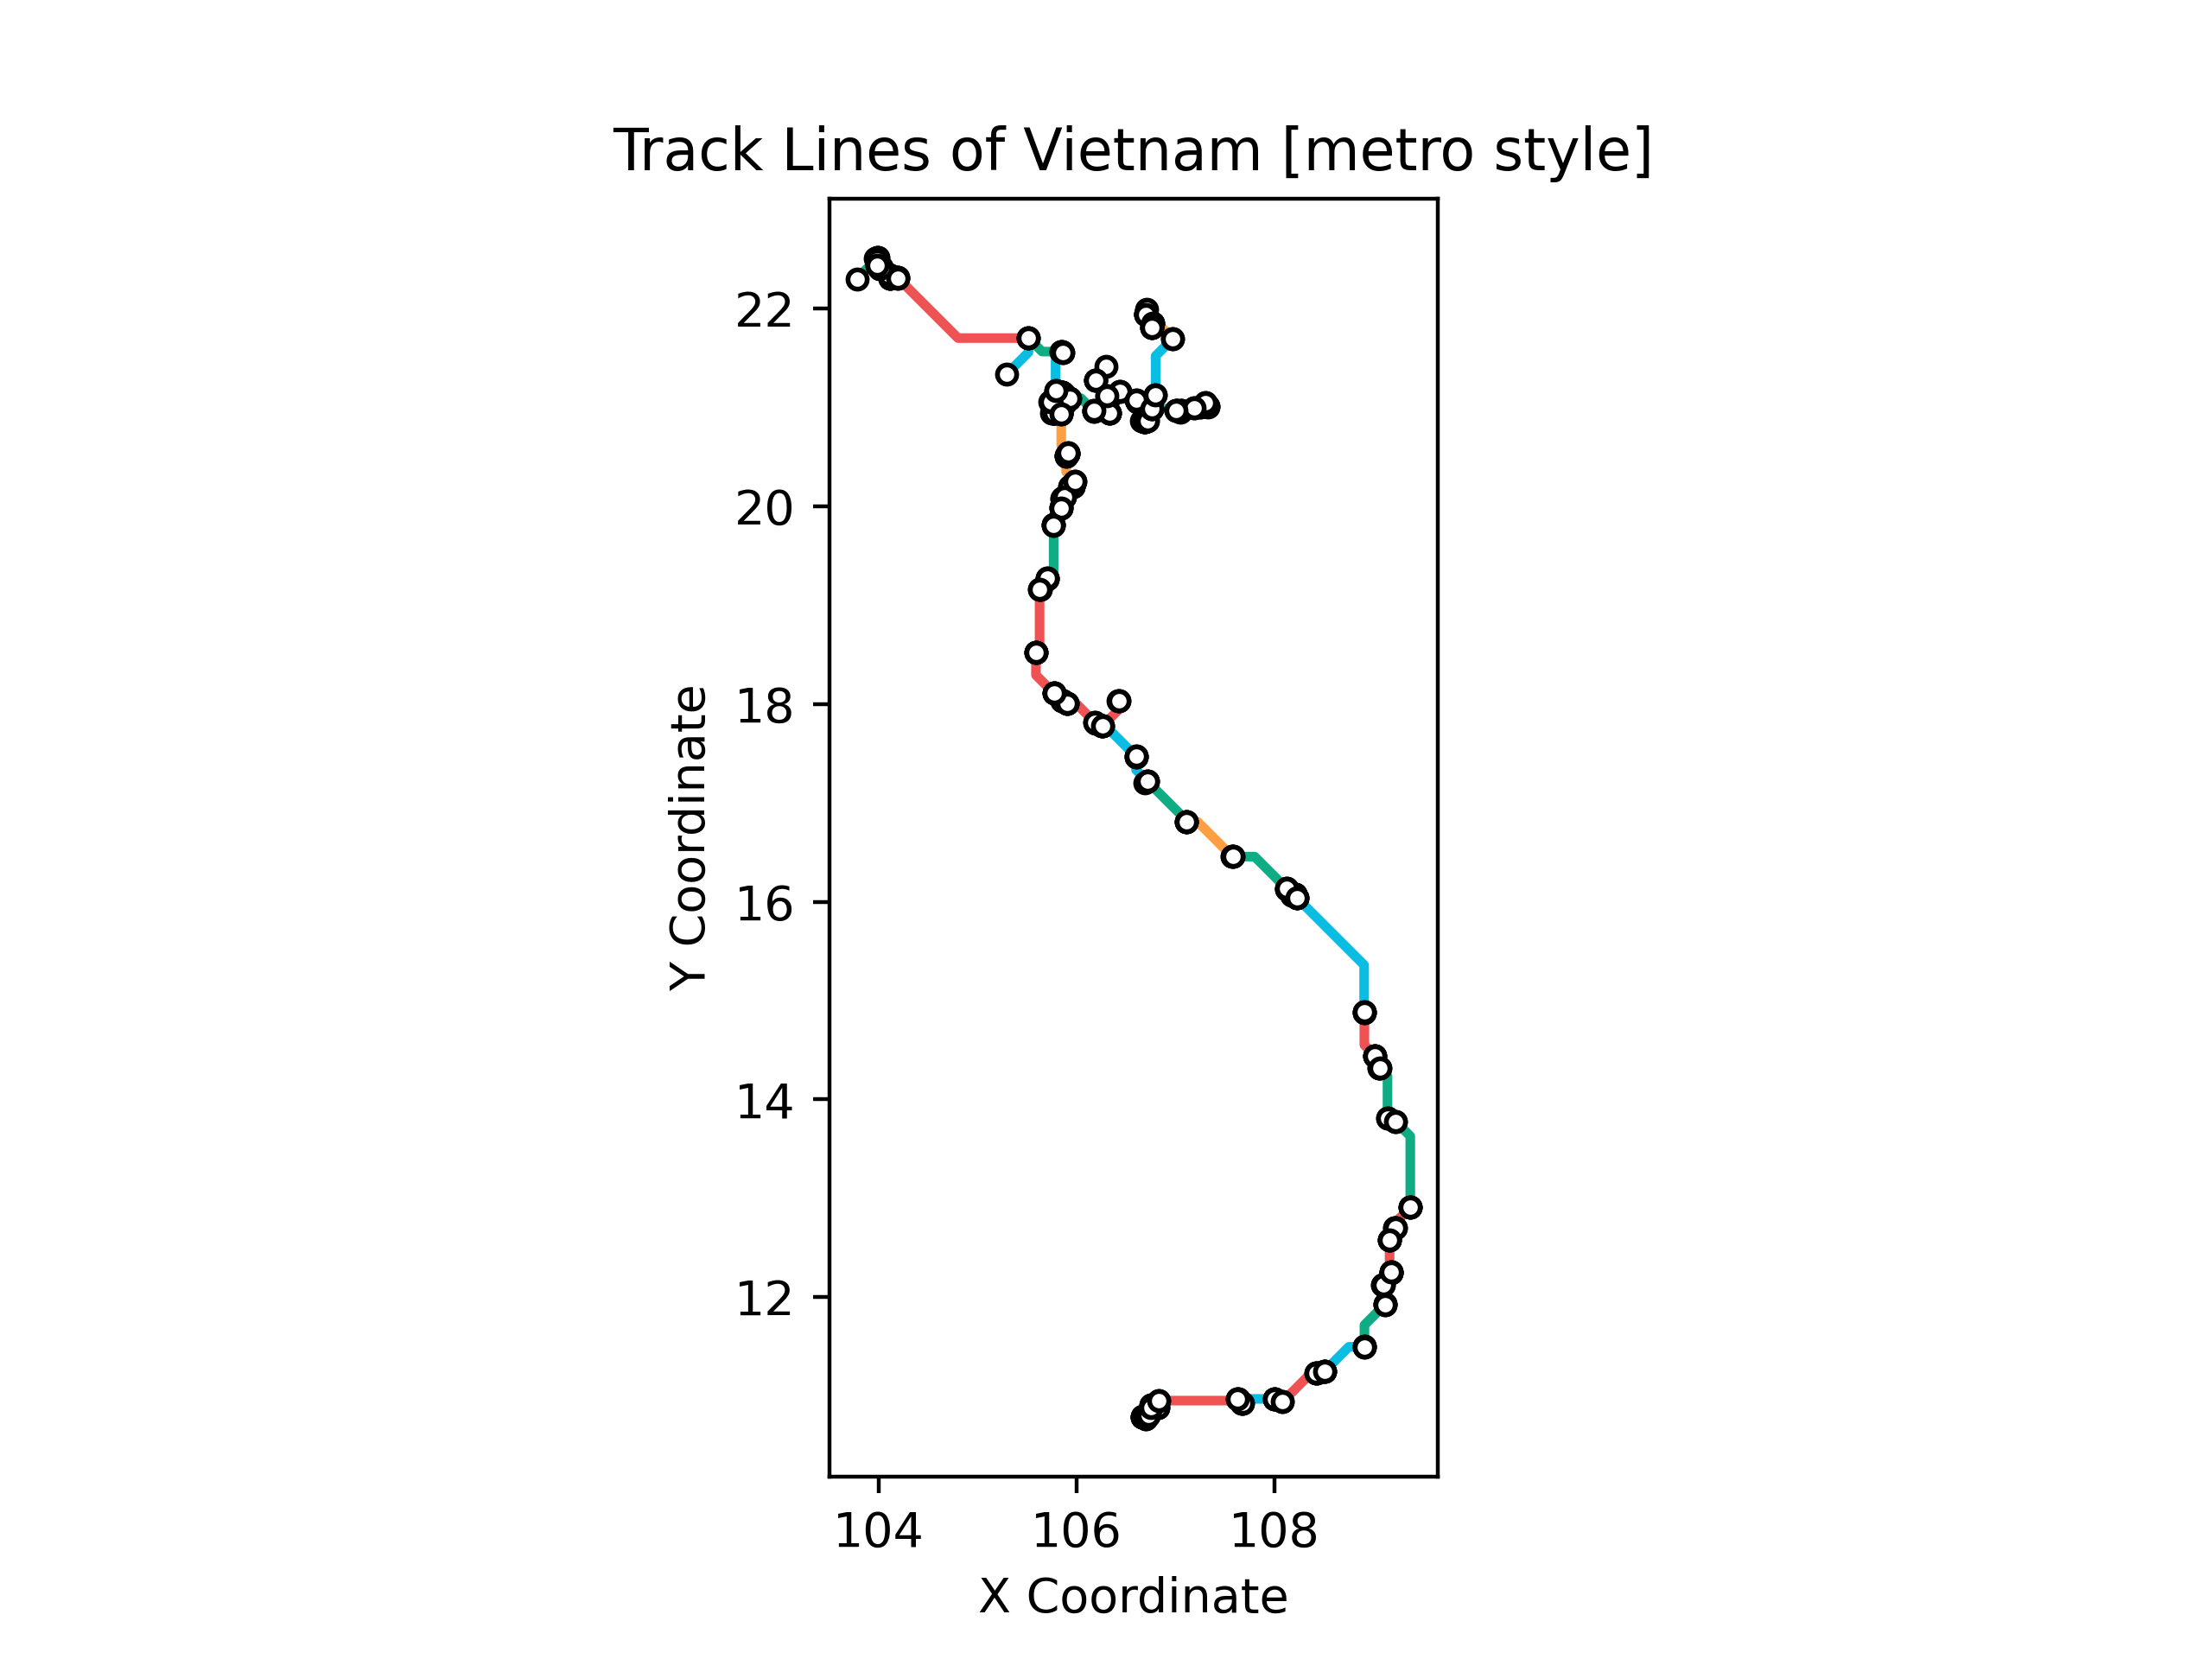 Track Lines of Vietnam [metro style]
22
20
18
16
14
12
Y Coordinate
104 106 108
X Coordinate